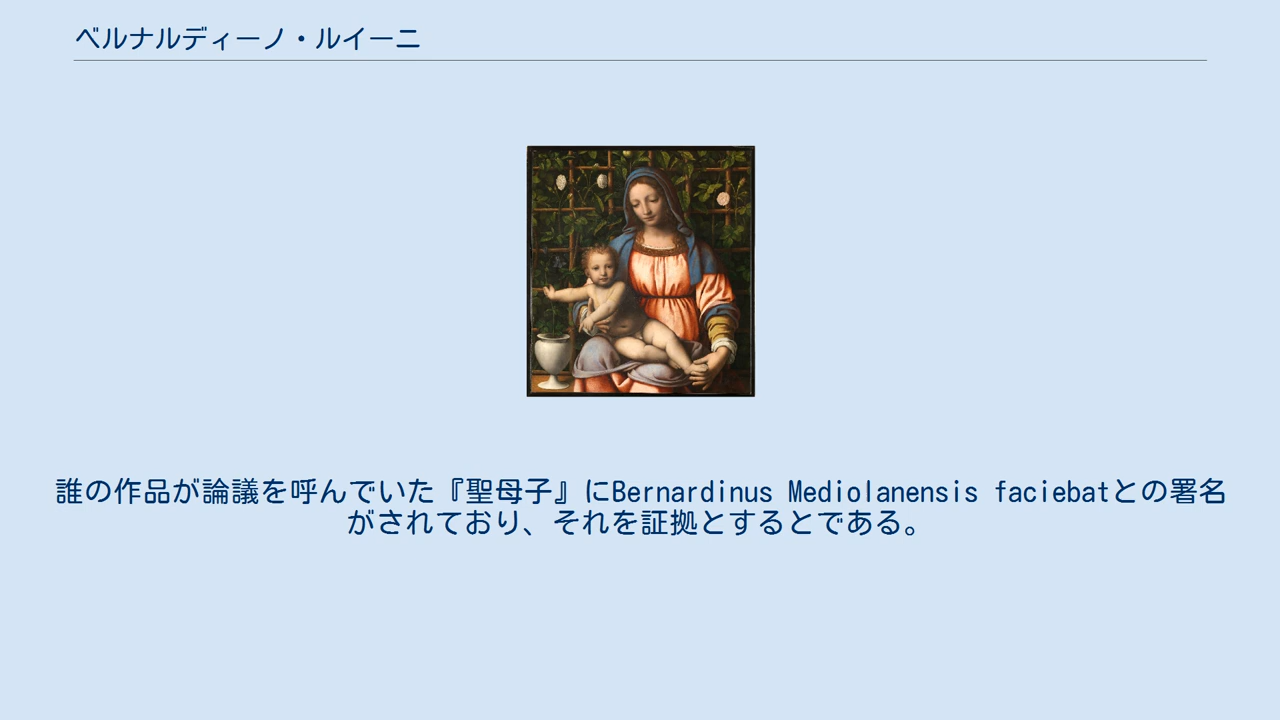 ベルナルディーノ・ルイーニ
誰の作品が論議を呼んでいた『聖母子』にBernardinus Mediolanensis faciebatとの署名
がされており、それを証拠とするとである。